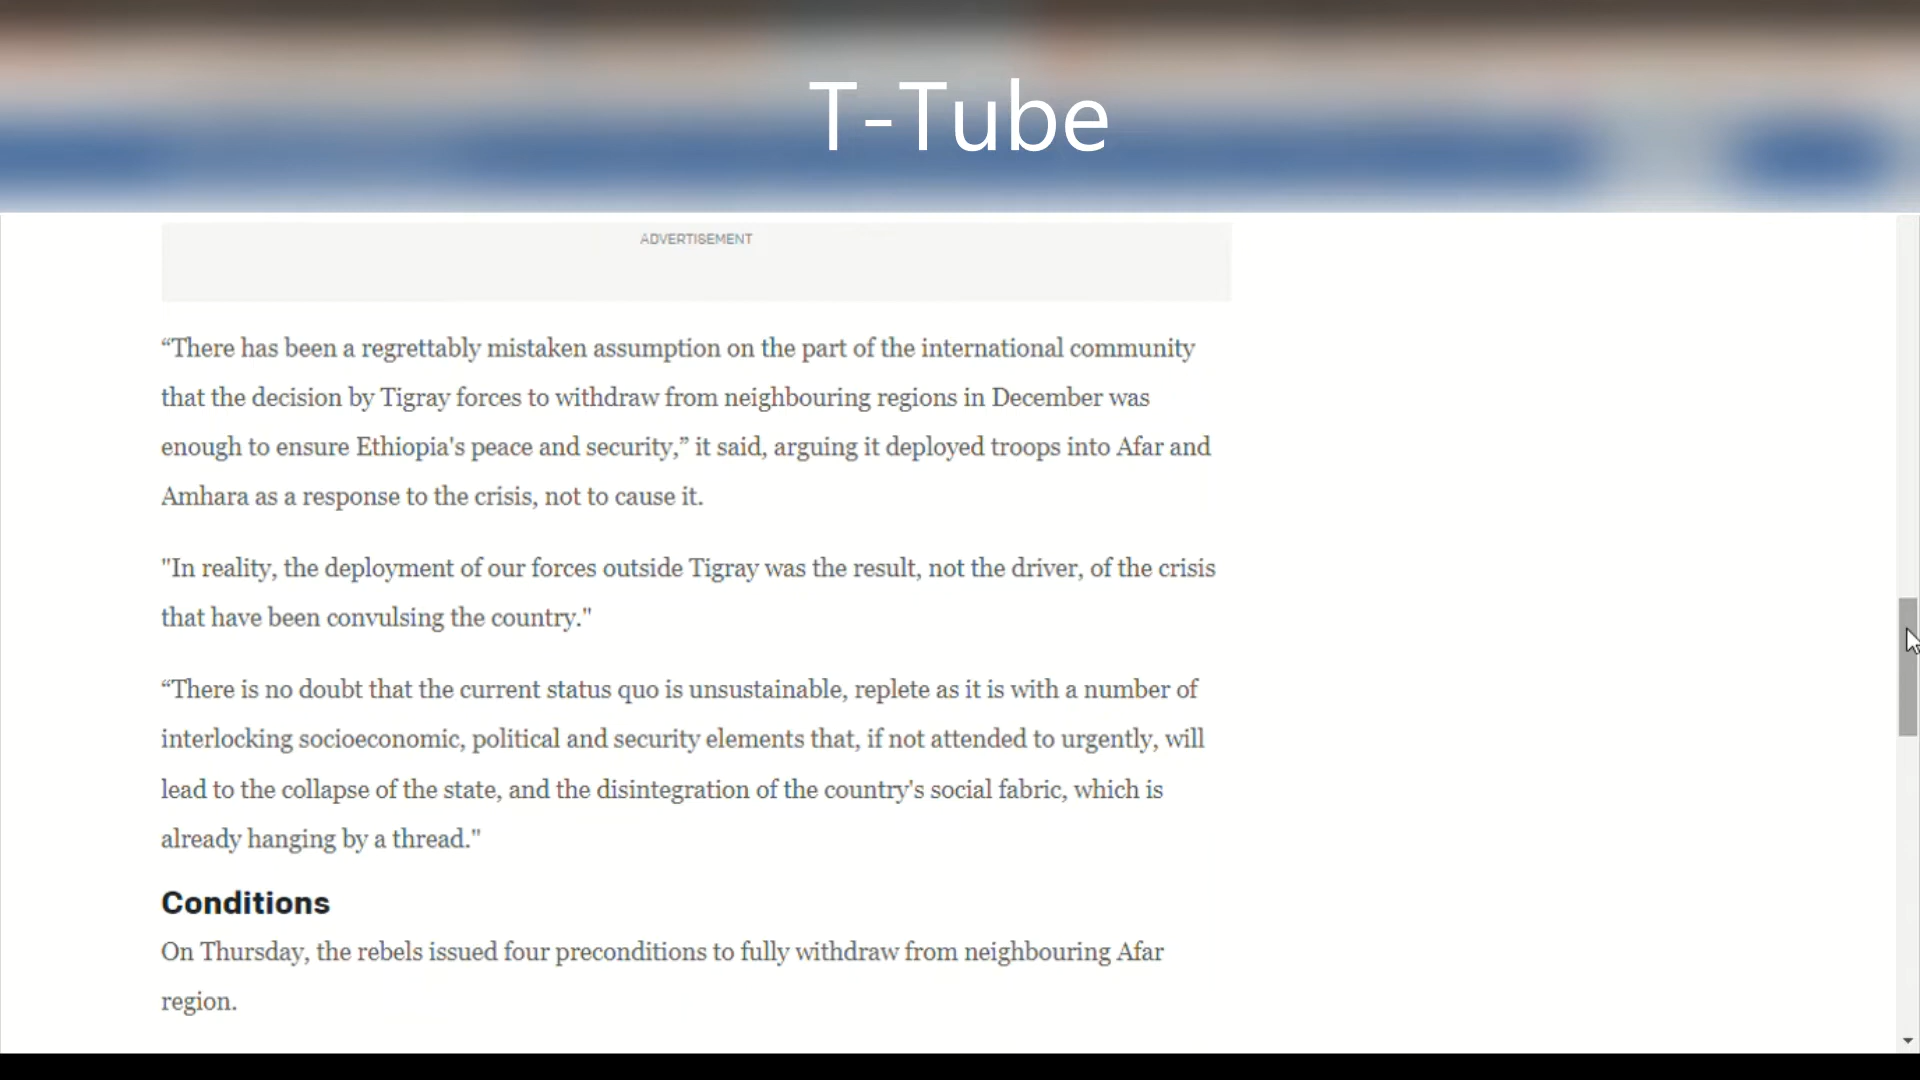 T-Tube
ADVERTISEMENT
“There has been a regrettably mistaken assumption on the part of the international community
that the decision by Tigray forces to withdraw from neighbouring regions in December was
enough to ensure Ethiopia's peace and security,” it said, arguing it deployed troops into Afar and
Amhara as a response to the crisis, not to cause it.
"In reality, the deployment of our forces outside Tigray was the result, not the driver, of the crisis
that have been convulsing the country."
“There is no doubt that the current status quo is unsustainable, replete as it is with a number of
interlocking socioeconomic, political and security elements that, if not attended to urgently, will
lead to the collapse of the state, and the disintegration of the country's social fabric, which is
already hanging by a thread."
Conditions
On Thursday, the rebels issued four preconditions to fully withdraw from neighbouring Afar
region.